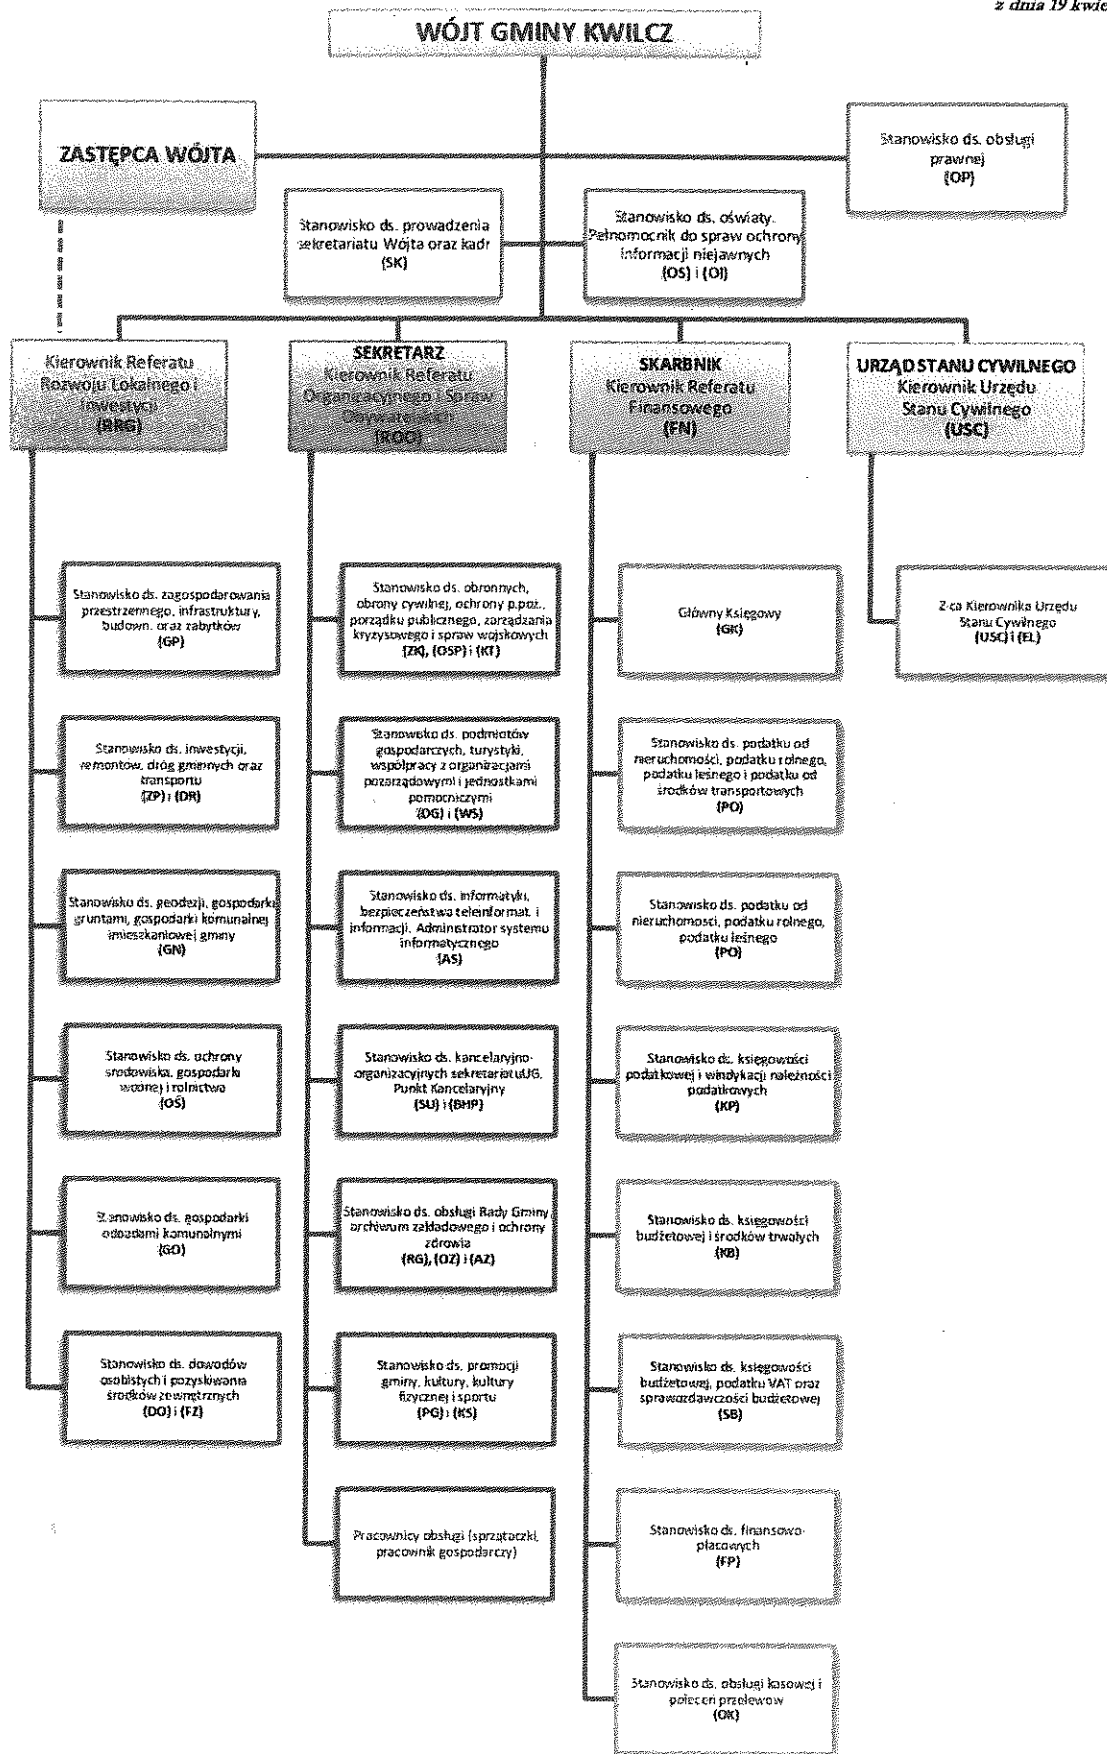 z dnia 19 kwie
WÓJT GMINY KWILCZ
ZASTĘPCA WÓJTA
Stanowisko ds. obsługi
prawnej
(OP)
Stanowisko ds. prowadzenia
sekretariatu Wójta oraz kadr
(SK)
Stanowisko ds. oświaty.
Pełnomocnik do spraw ochrony
informacji niejawnych
(OS) i (OI)
Kierownik Referatu
Rozwoju Lokalnego i
Inwestycji
(RRG)
SEKRETARZ
Kierownik Referatu
Organizacyjnego i Spraw
Obywatelskich
(ROO)
SKARBNIK
Kierownik Referatu
Finansowego
(FN)
URZĄD STANU CYWILNEGO
Kierownik Urzędu
Stanu Cywilnego
(USC)
Stanowisko ds. zagospodarowania
przestrzennego, infrastruktury,
budown. oraz zabytków
(GP)
Stanowisko ds. inwestycji,
remontów, dróg gminnych oraz
transportu
(ZP) i (DR)
Stanowisko ds. geodezji, gospodarki
gruntami, gospodarki komunalnej
imieszkaniowej gminy
(GN)
Stanowisko ds. ochrony
środowiska, gospodarki
wodnej i rolnictwa
(OŚ)
Stanowisko ds. gospodarki
odpadami komunalnymi
(GO)
Stanowisko ds. dowodów
osobistych i pozyskiwania
środków zewnętrznych
(DO) i (FZ)
Stanowisko ds. obronnych,
obrony cywilnej, ochrony p.poż.,
porządku publicznego, zarządzania
kryzysowego i spraw wojskowych
(ZK), (OSP) i (KT)
Stanowisko ds. podmiotów
gospodarczych, turystyki,
współpracy z organizacjami
pozarządowymi i jednostkami
pomocniczymi
(DG) i (WS)
Stanowisko ds. informatyki,
bezpieczeństwa teleinformat. i
informacji. Administrator systemu
informatycznego
(AS)
Stanowisko ds. kancelaryjno-
organizacyjnych sekretariatuUG.
Punkt Kancelaryjny
(SU) i (BHP)
Stanowisko ds. obsługi Rady Gminy
archiwum zakładowego i ochrony
zdrowia
(RG), (OZ) i (AZ)
Stanowisko ds. promocji
gminy, kultury, kultury
fizycznej i sportu
(PG) i (KS)
Pracownicy obsługi (sprzątaczki,
pracownik gospodarczy)
Główny Księgowy
(GK)
Stanowisko ds. podatku od
nieruchomości, podatku rolnego,
podatku leśnego i podatku od
środków transportowych
(PO)
Stanowisko ds. podatku od
nieruchomości, podatku rolnego,
podatku leśnego
(PO)
Stanowisko ds. księgowości
podatkowej i windykacji należności
podatkowych
(KP)
Stanowisko ds. księgowości
budżetowej i środków trwałych
(KB)
Stanowisko ds. księgowości
budżetowej, podatku VAT oraz
sprawozdawczości budżetowej
(SB)
Stanowisko ds. finansowo-
płacowych
(FP)
Stanowisko ds. obsługi kasowej i
poleceń przelewów
(OK)
Z-ca Kierownika Urzędu
Stanu Cywilnego
(USC) i (EL)